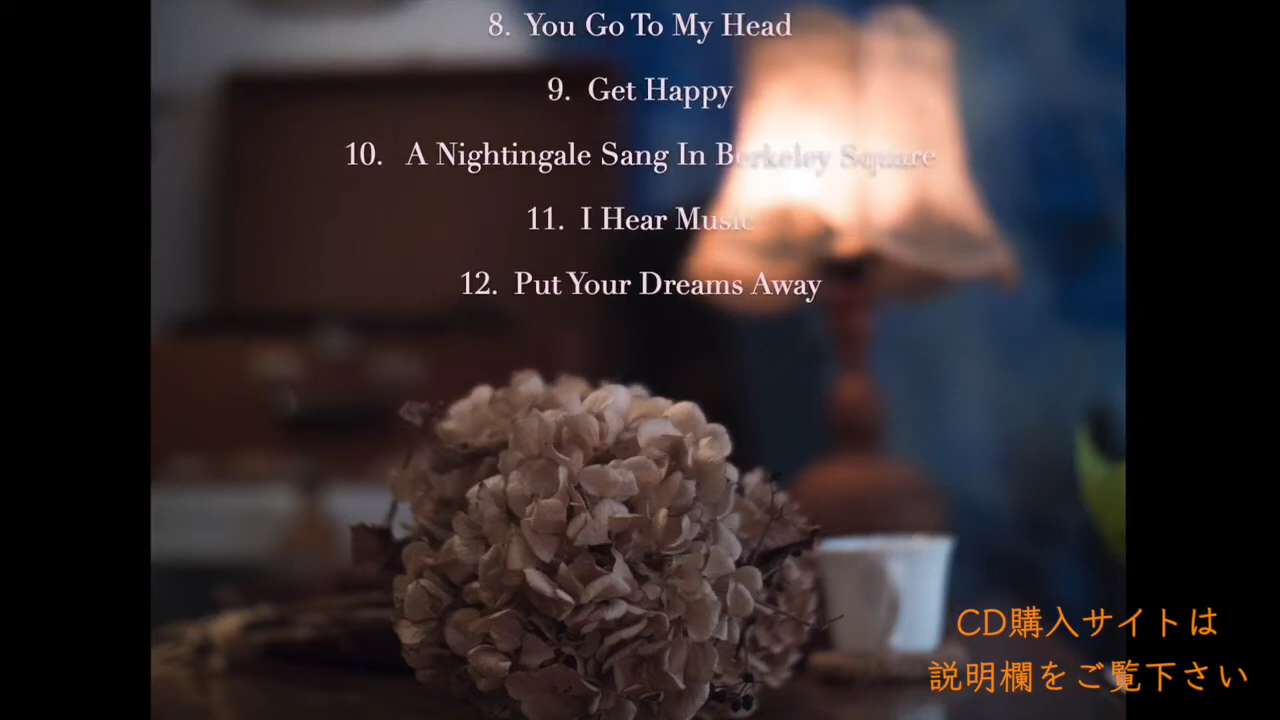 8. You Go To My Head
9. Get Happy
10. A Nightingale Sang In Berkeley Square
11. I Hear Music
12. Put Your Dreams Away
CD購入サイトは
説明欄をご覧下さい